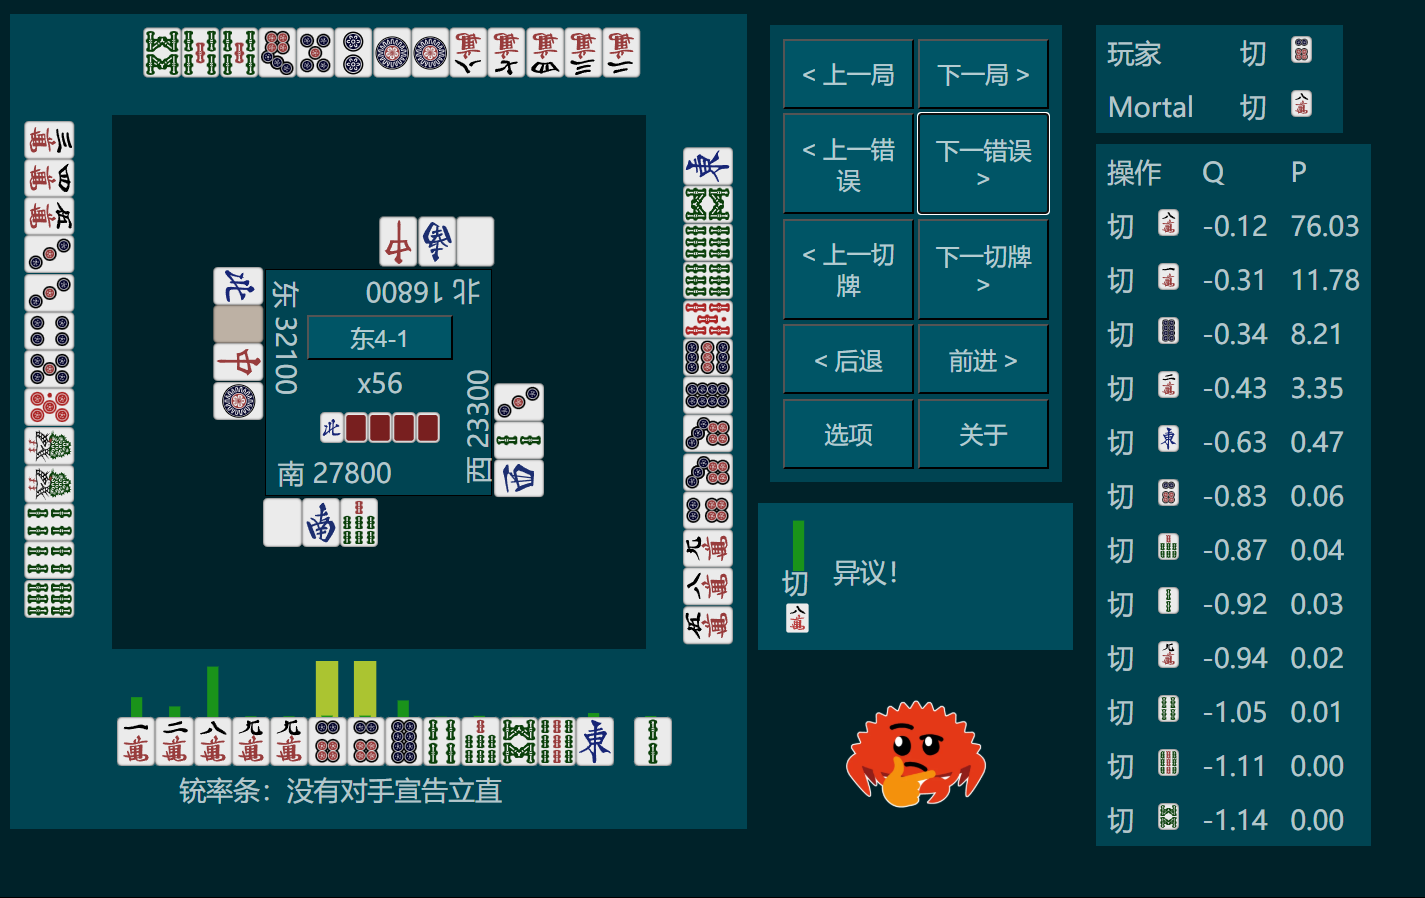 < 上一局
下一局 >
< 上一错误
下一错误 >
< 上一切牌
下一切牌 >
< 后退
前进 >
选项
关于
玩家 切
Mortal 切
操作 Q P
切 -0.12 76.03
切 -0.31 11.78
切 -0.34 8.21
切 -0.43 3.35
切 -0.63 0.47
切 -0.83 0.06
切 -0.87 0.04
切 -0.92 0.03
切 -0.94 0.02
切 -1.05 0.01
切 -1.11 0.00
切 -1.14 0.00
北 16800
东 32100
东4-1
x56
西 23300
南 27800
切
异议！
铳率条：没有对手宣告立直